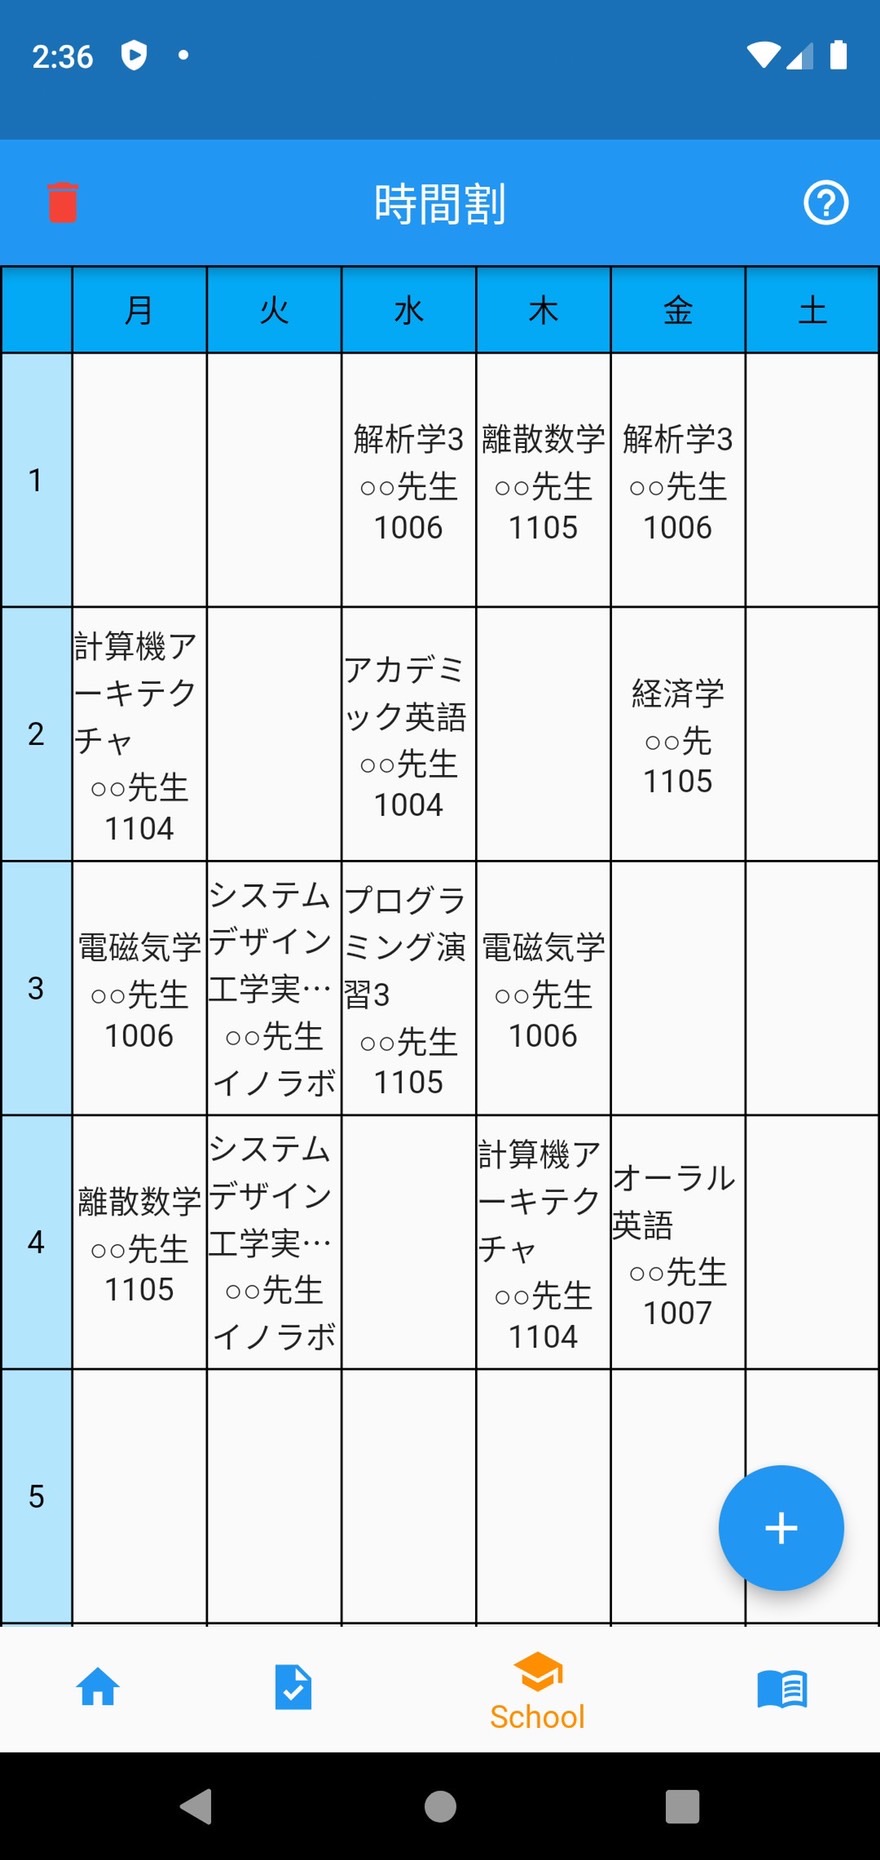 2:36
時間割
月 火 水 木 金 土
1
解析学3
○○先生
1006
離散数学
○○先生
1105
解析学3
○○先生
1006
2
計算機ア
ーキテク
チャ
○○先生
1104
アカデミ
ック英語
○○先生
1004
経済学
○○先
1105
3
電磁気学
○○先生
1006
システム
デザイン
工学実…
○○先生
イノラボ
プログラ
ミング演
習3
○○先生
1105
電磁気学
○○先生
1006
4
離散数学
○○先生
1105
システム
デザイン
工学実…
○○先生
イノラボ
計算機ア
ーキテク
チャ
○○先生
1104
オーラル
英語
○○先生
1007
5
School